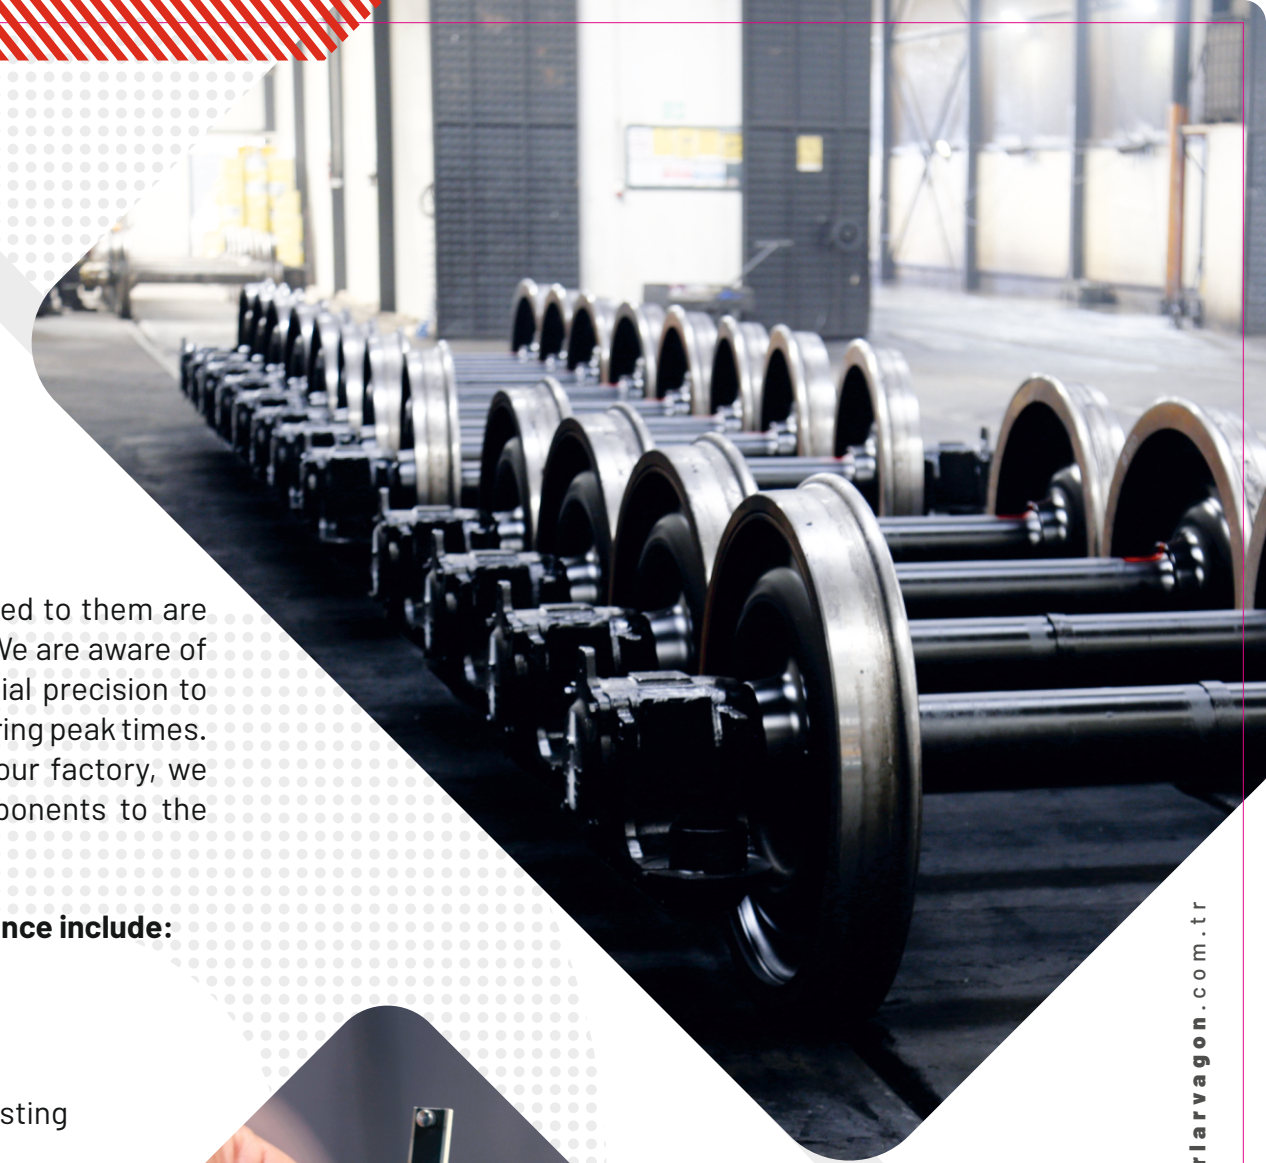 ed to them are
We are aware of
ial precision to
ring peak times.
our factory, we
ponents to the
nce include:
sting
rlarvagon.com.tr